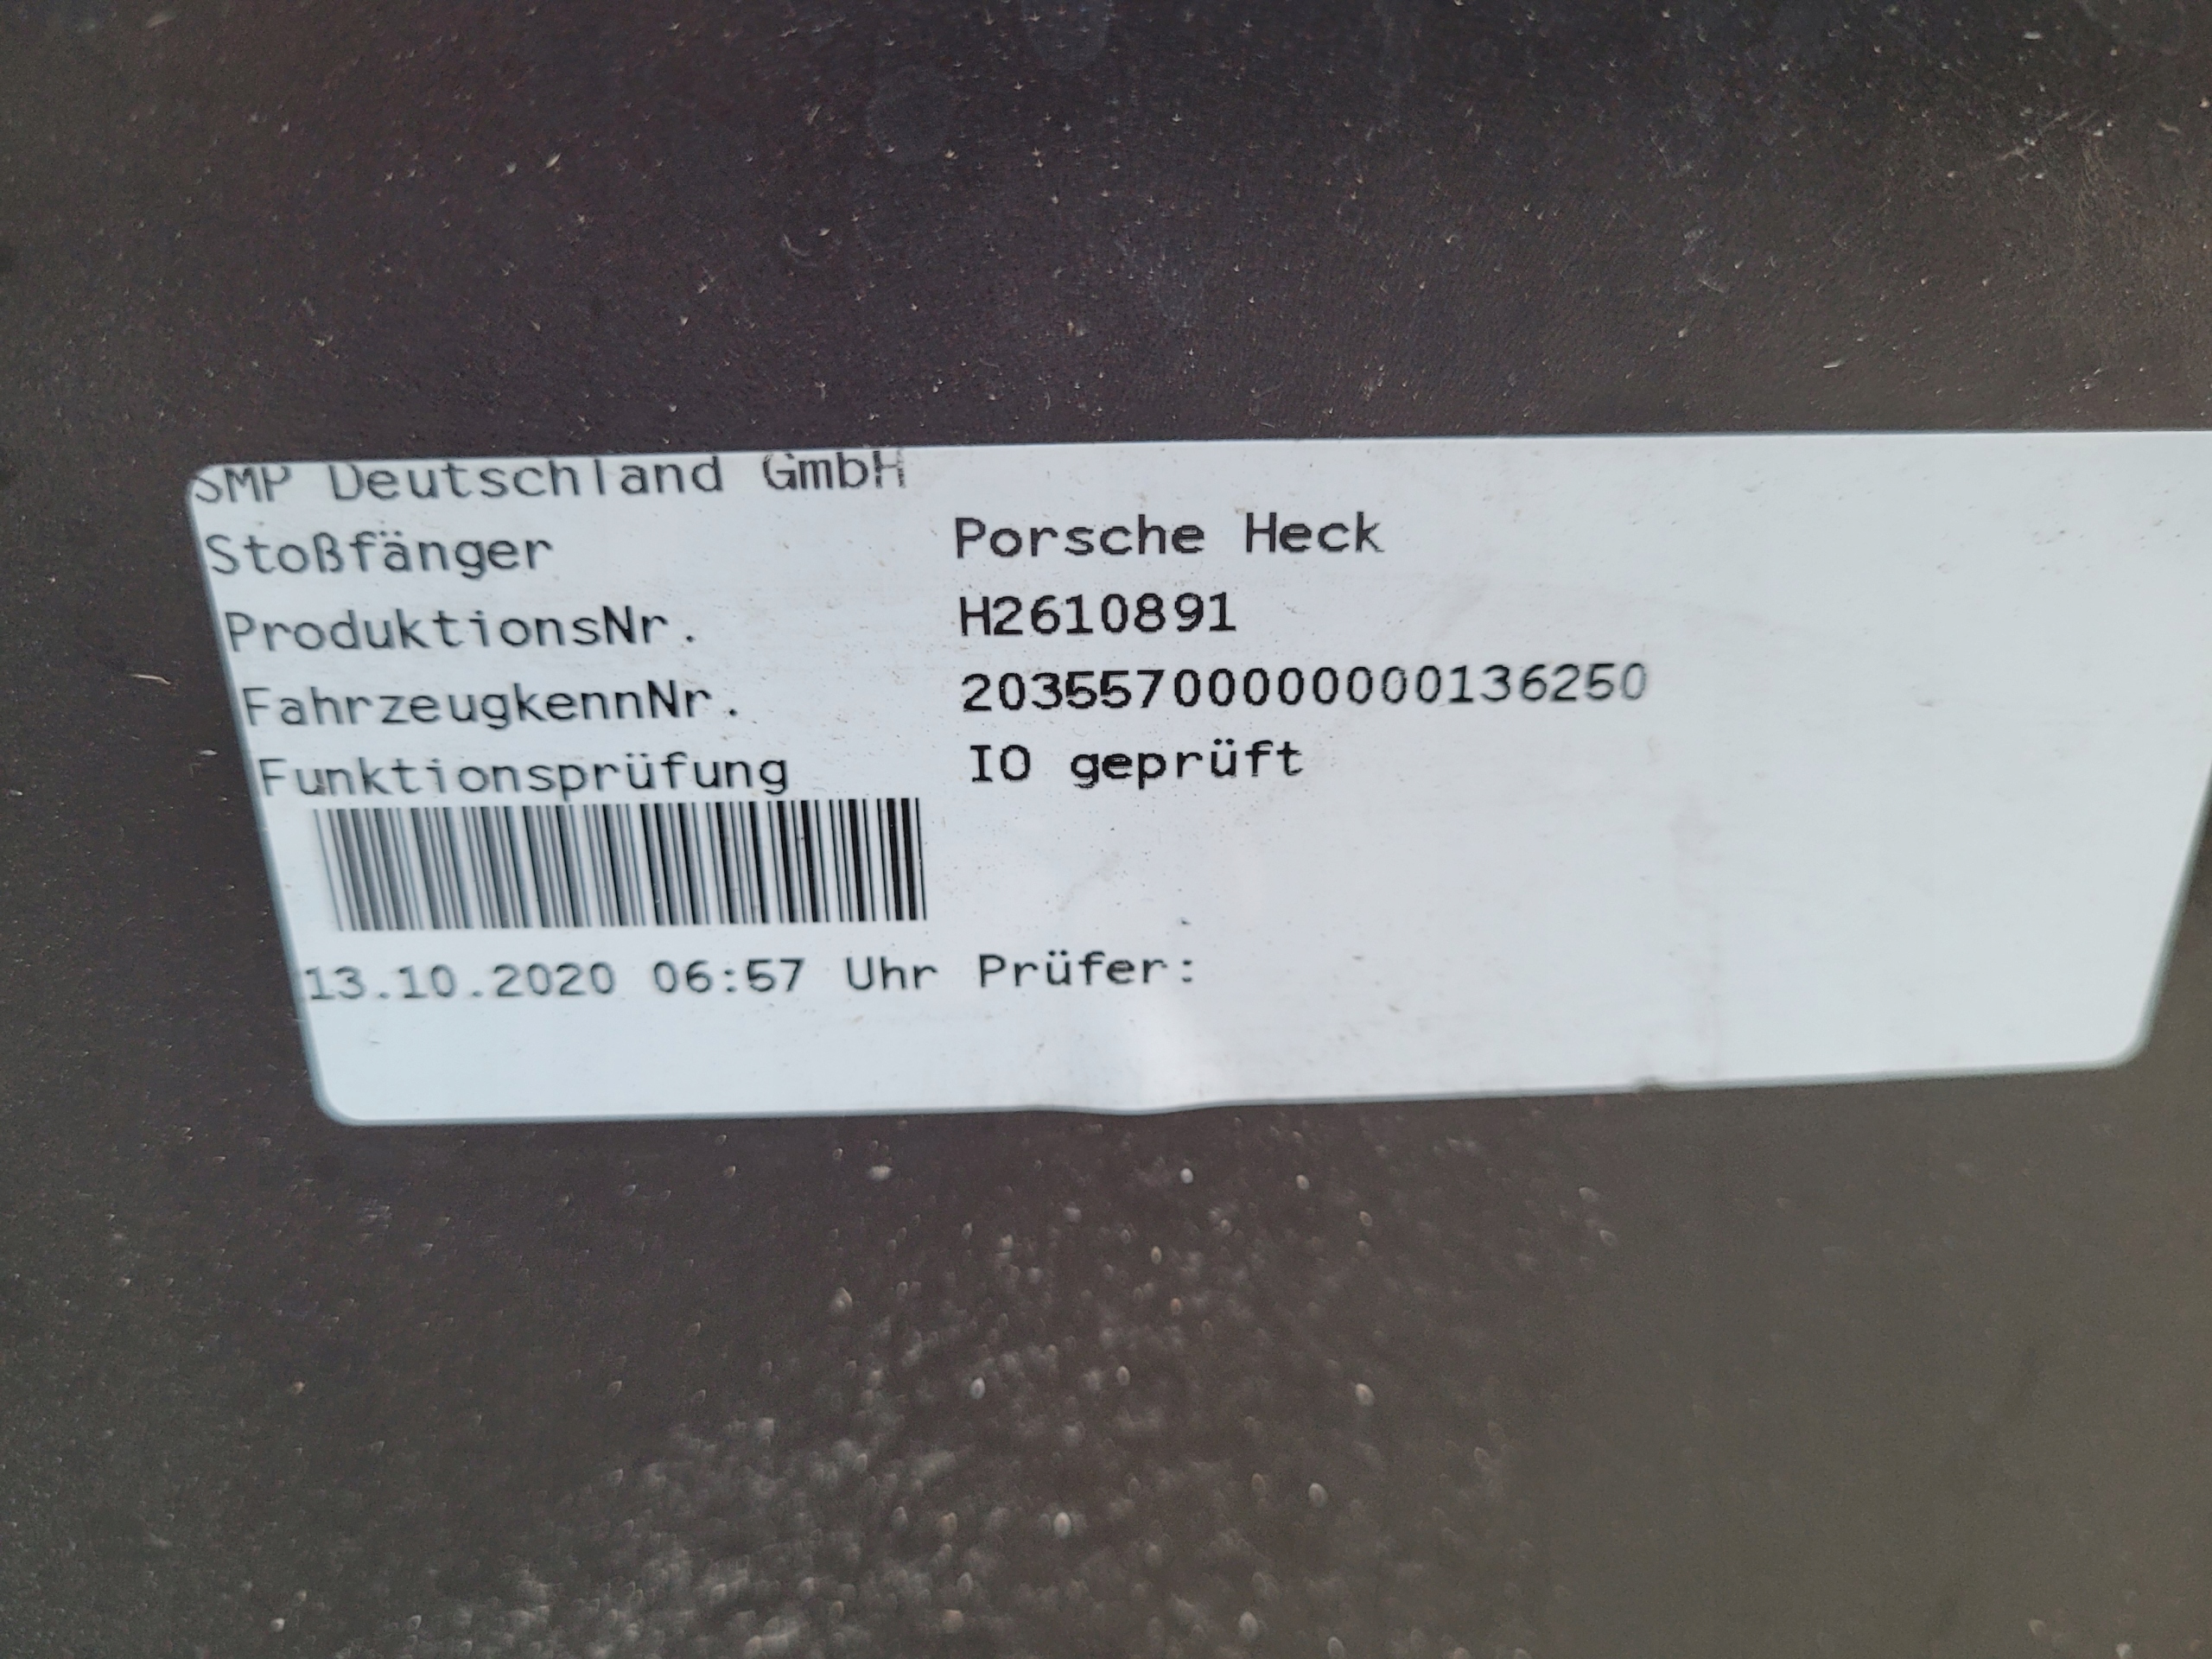 SMP Deutschland GmbH
Stoßfänger Porsche Heck
ProduktionsNr. H2610891
FahrzeugkennNr. 20355700000000136250
Funktionsprüfung IO geprüft
13.10.2020 06:57 Uhr Prüfer: